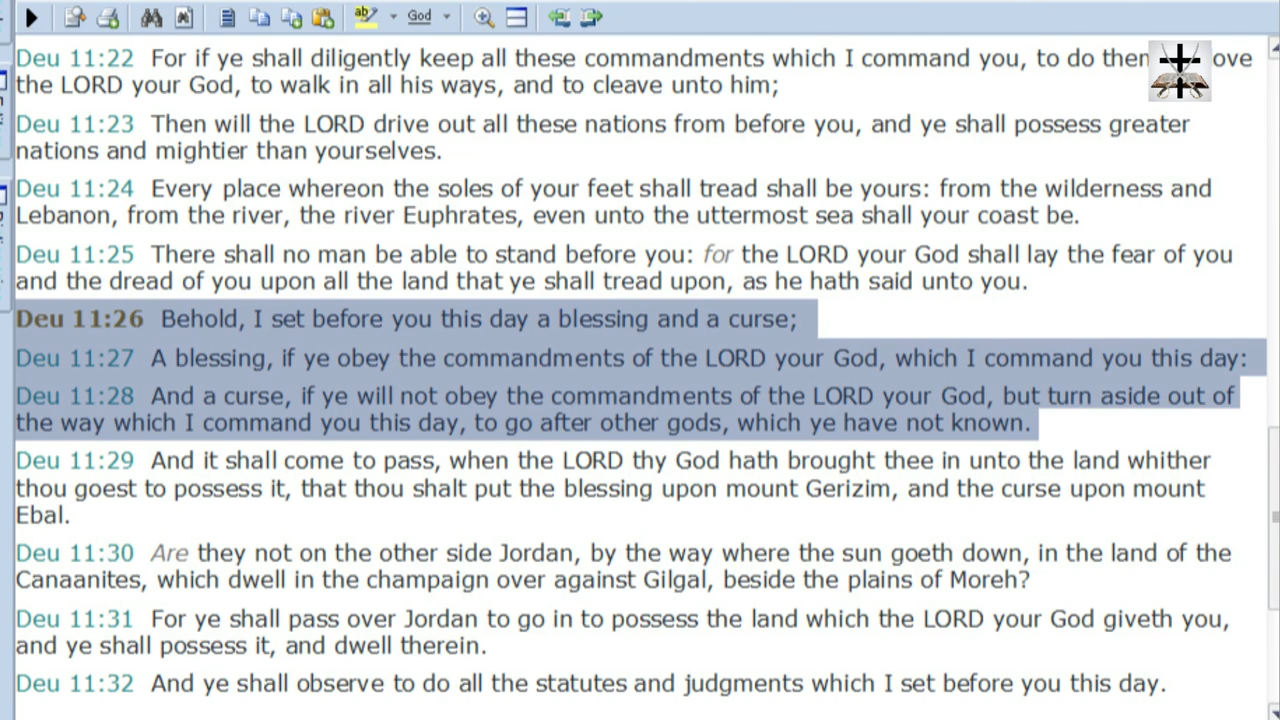 ab
God
Deu 11:22 For if ye shall diligently keep all these commandments which I command you, to do ove
the LORD your God, to walk in all his ways, and to cleave unto him;
Deu 11:23 Then will the LORD drive out all these nations from before you, and ye shall possess greater
nations and mightier than yourselves.
Deu 11:24 Every place whereon the soles of your feet shall tread shall be yours: from the wilderness and
Lebanon, from the river, the river Euphrates, even unto the uttermost sea shall your coast be.
Deu 11:25 There shall no man be able to stand before you: for the LORD your God shall lay the fear of you
and the dread of you upon all the land that ye shall tread upon, as he hath said unto you.
Deu 11:26 Behold, I set before you this day a blessing and a curse;
Deu 11:27 A blessing, if ye obey the commandments of the LORD your God, which I command you this day:
Deu 11:28 And a curse, if ye will not obey the commandments of the LORD your God, but turn aside out of
the way which I command you this day, to go after other gods, which ye have not known.
Deu 11:29 And it shall come to pass, when the LORD thy God hath brought thee in unto the land whither
thou goest to possess it, that thou shalt put the blessing upon mount Gerizim, and the curse upon mount
Ebal.
Deu 11:30 Are they not on the other side Jordan, by the way where the sun goeth down, in the land of the
Canaanites, which dwell in the champaign over against Gilgal, beside the plains of Moreh?
Deu 11:31 For ye shall pass over Jordan to go in to possess the land which the LORD your God giveth you,
and ye shall possess it, and dwell therein.
Deu 11:32 And ye shall observe to do all the statutes and judgments which I set before you this day.